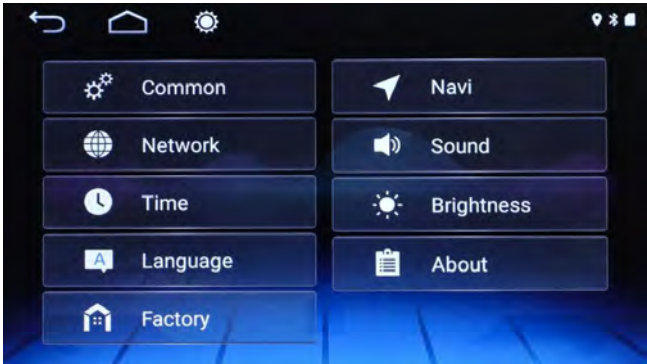 Common
Navi
Network
Sound
Time
Brightness
Language
A
About
Factory